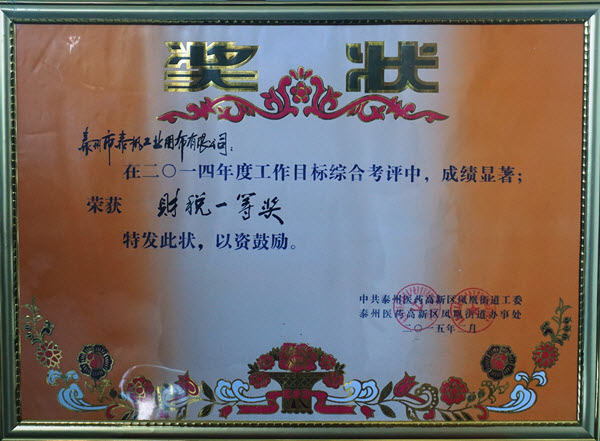 奖状
泰州市泰帆工业用布有限公司:
在二〇一四年度工作目标综合考评中，成绩显著;
荣获 财税一等奖
特发此状，以资鼓励。
中共泰州医药高新区凤凰街道工委
泰州医药高新区凤凰街道办事处
二〇一五年二月